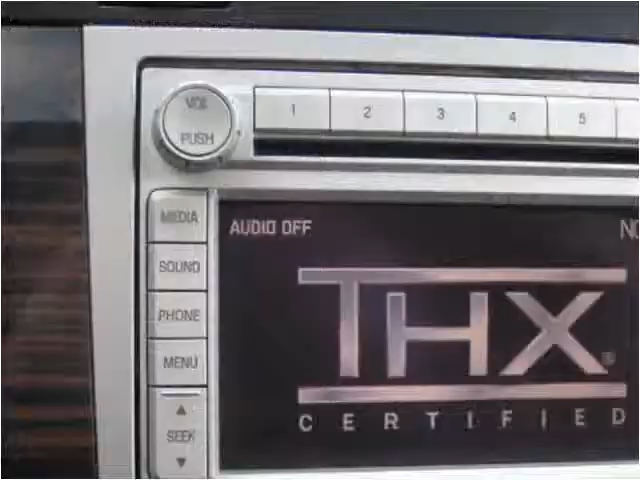 VOL
PUSH
1 2 3 4 5
MEDIA
SOUND
PHONE
MENU
SEEK
AUDIO OFF
THX
CERTIFIED